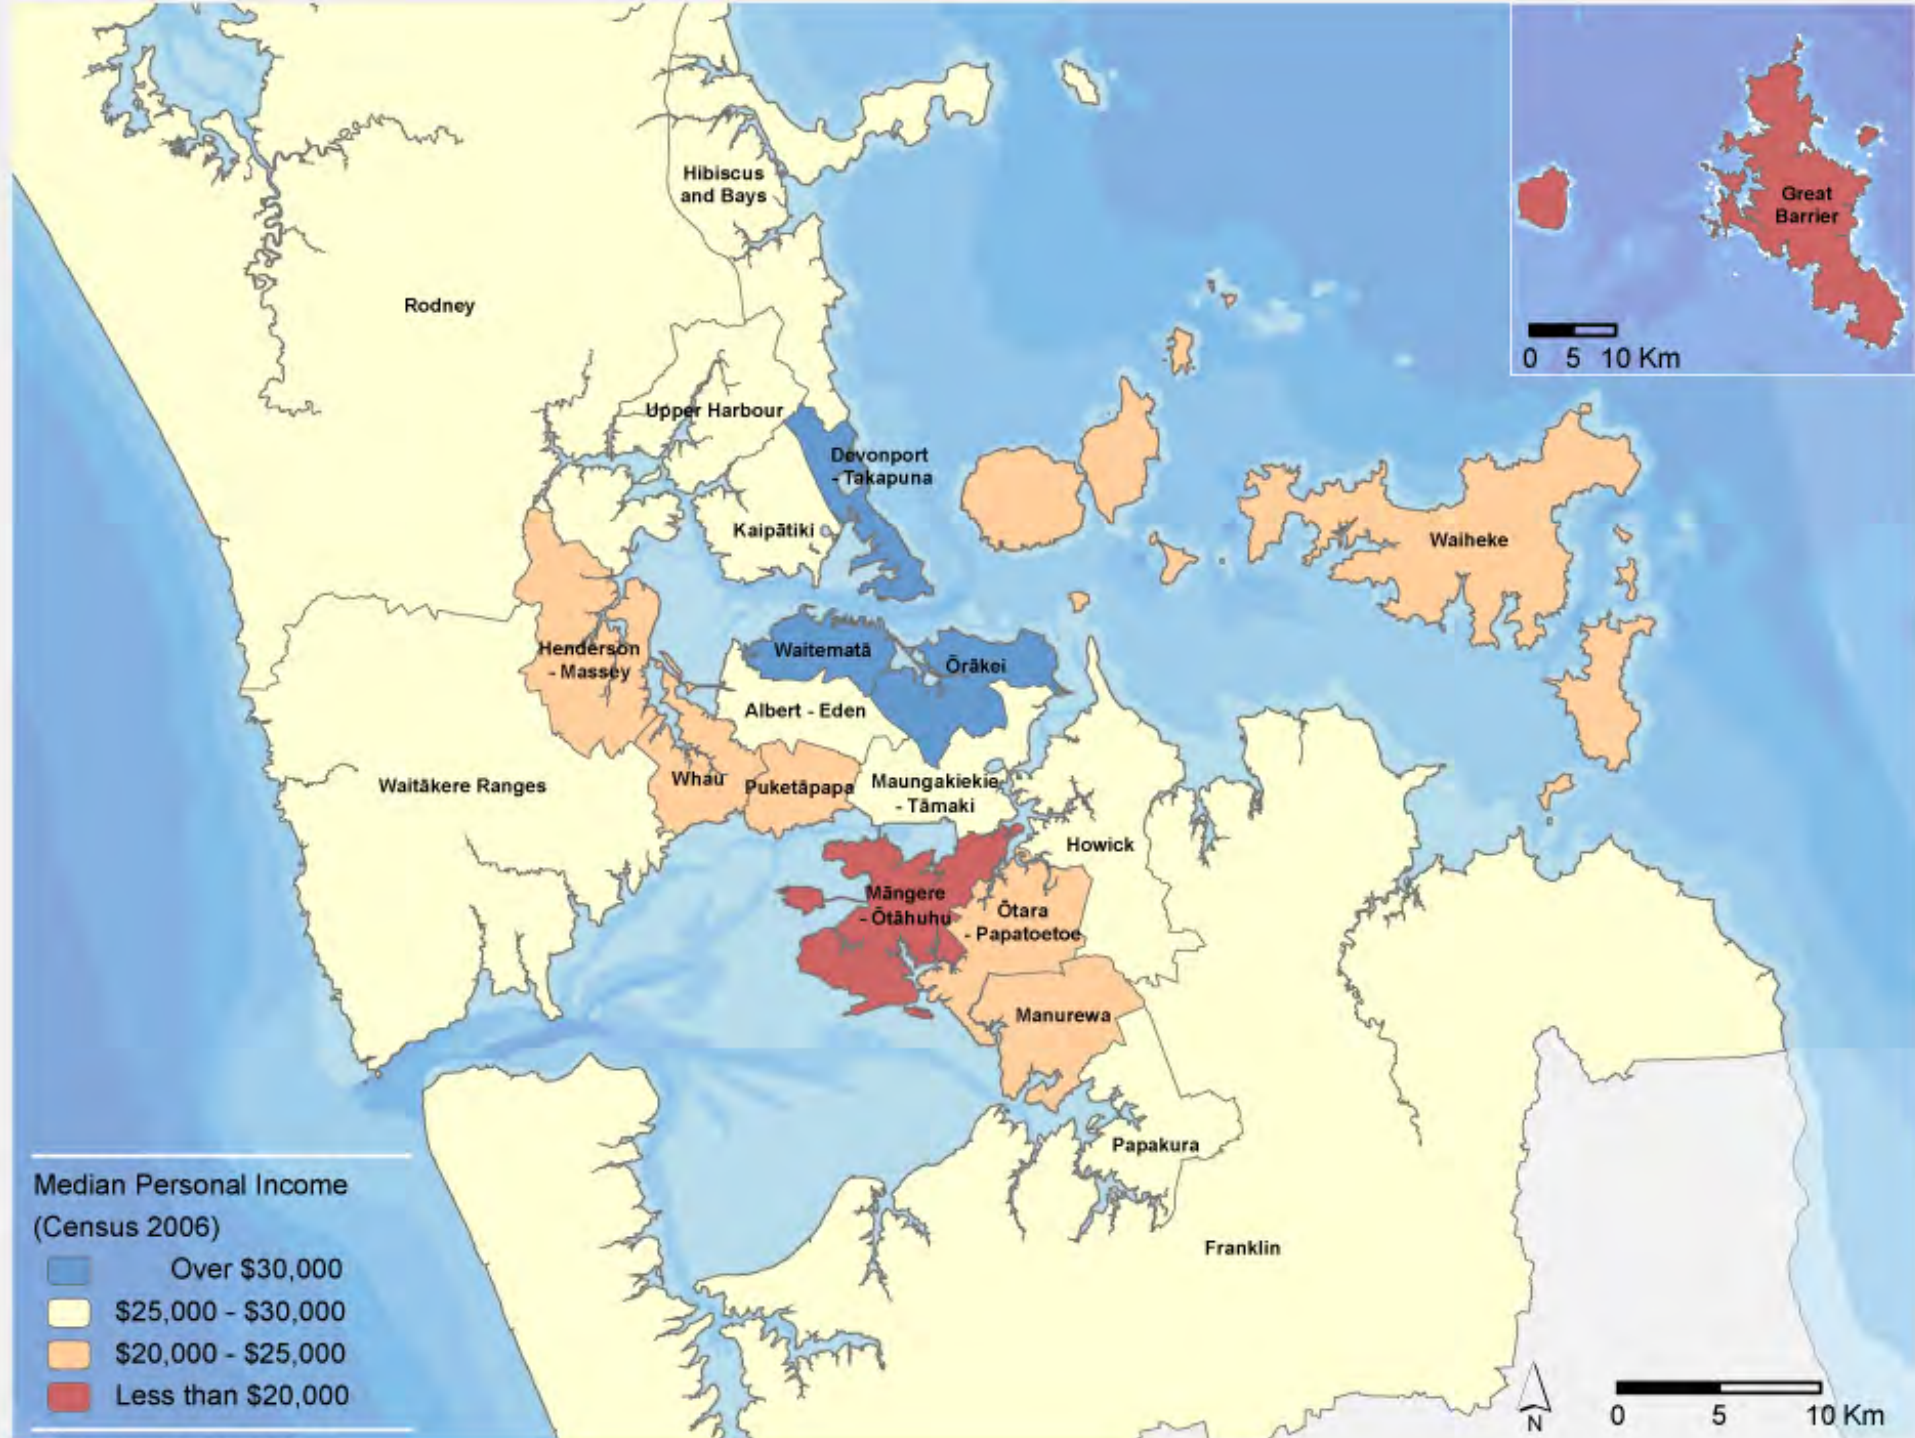 Hibiscus
and Bays
Great
Barrier
0 5 10 Km
Rodney
Upper Harbour
Devonport
- Takapuna
Kaipātiki
Waiheke
Henderson
- Massey
Waitematā
Ōrākei
Albert - Eden
Waitākere Ranges
Whau
Puketāpapa
Maungakiekie
- Tāmaki
Howick
Māngere
- Ōtāhuhu
Ōtara
- Papatoetoe
Manurewa
Papakura
Franklin
Median Personal Income
(Census 2006)
Over $30,000
$25,000 - $30,000
$20,000 - $25,000
Less than $20,000
N
0 5 10 Km